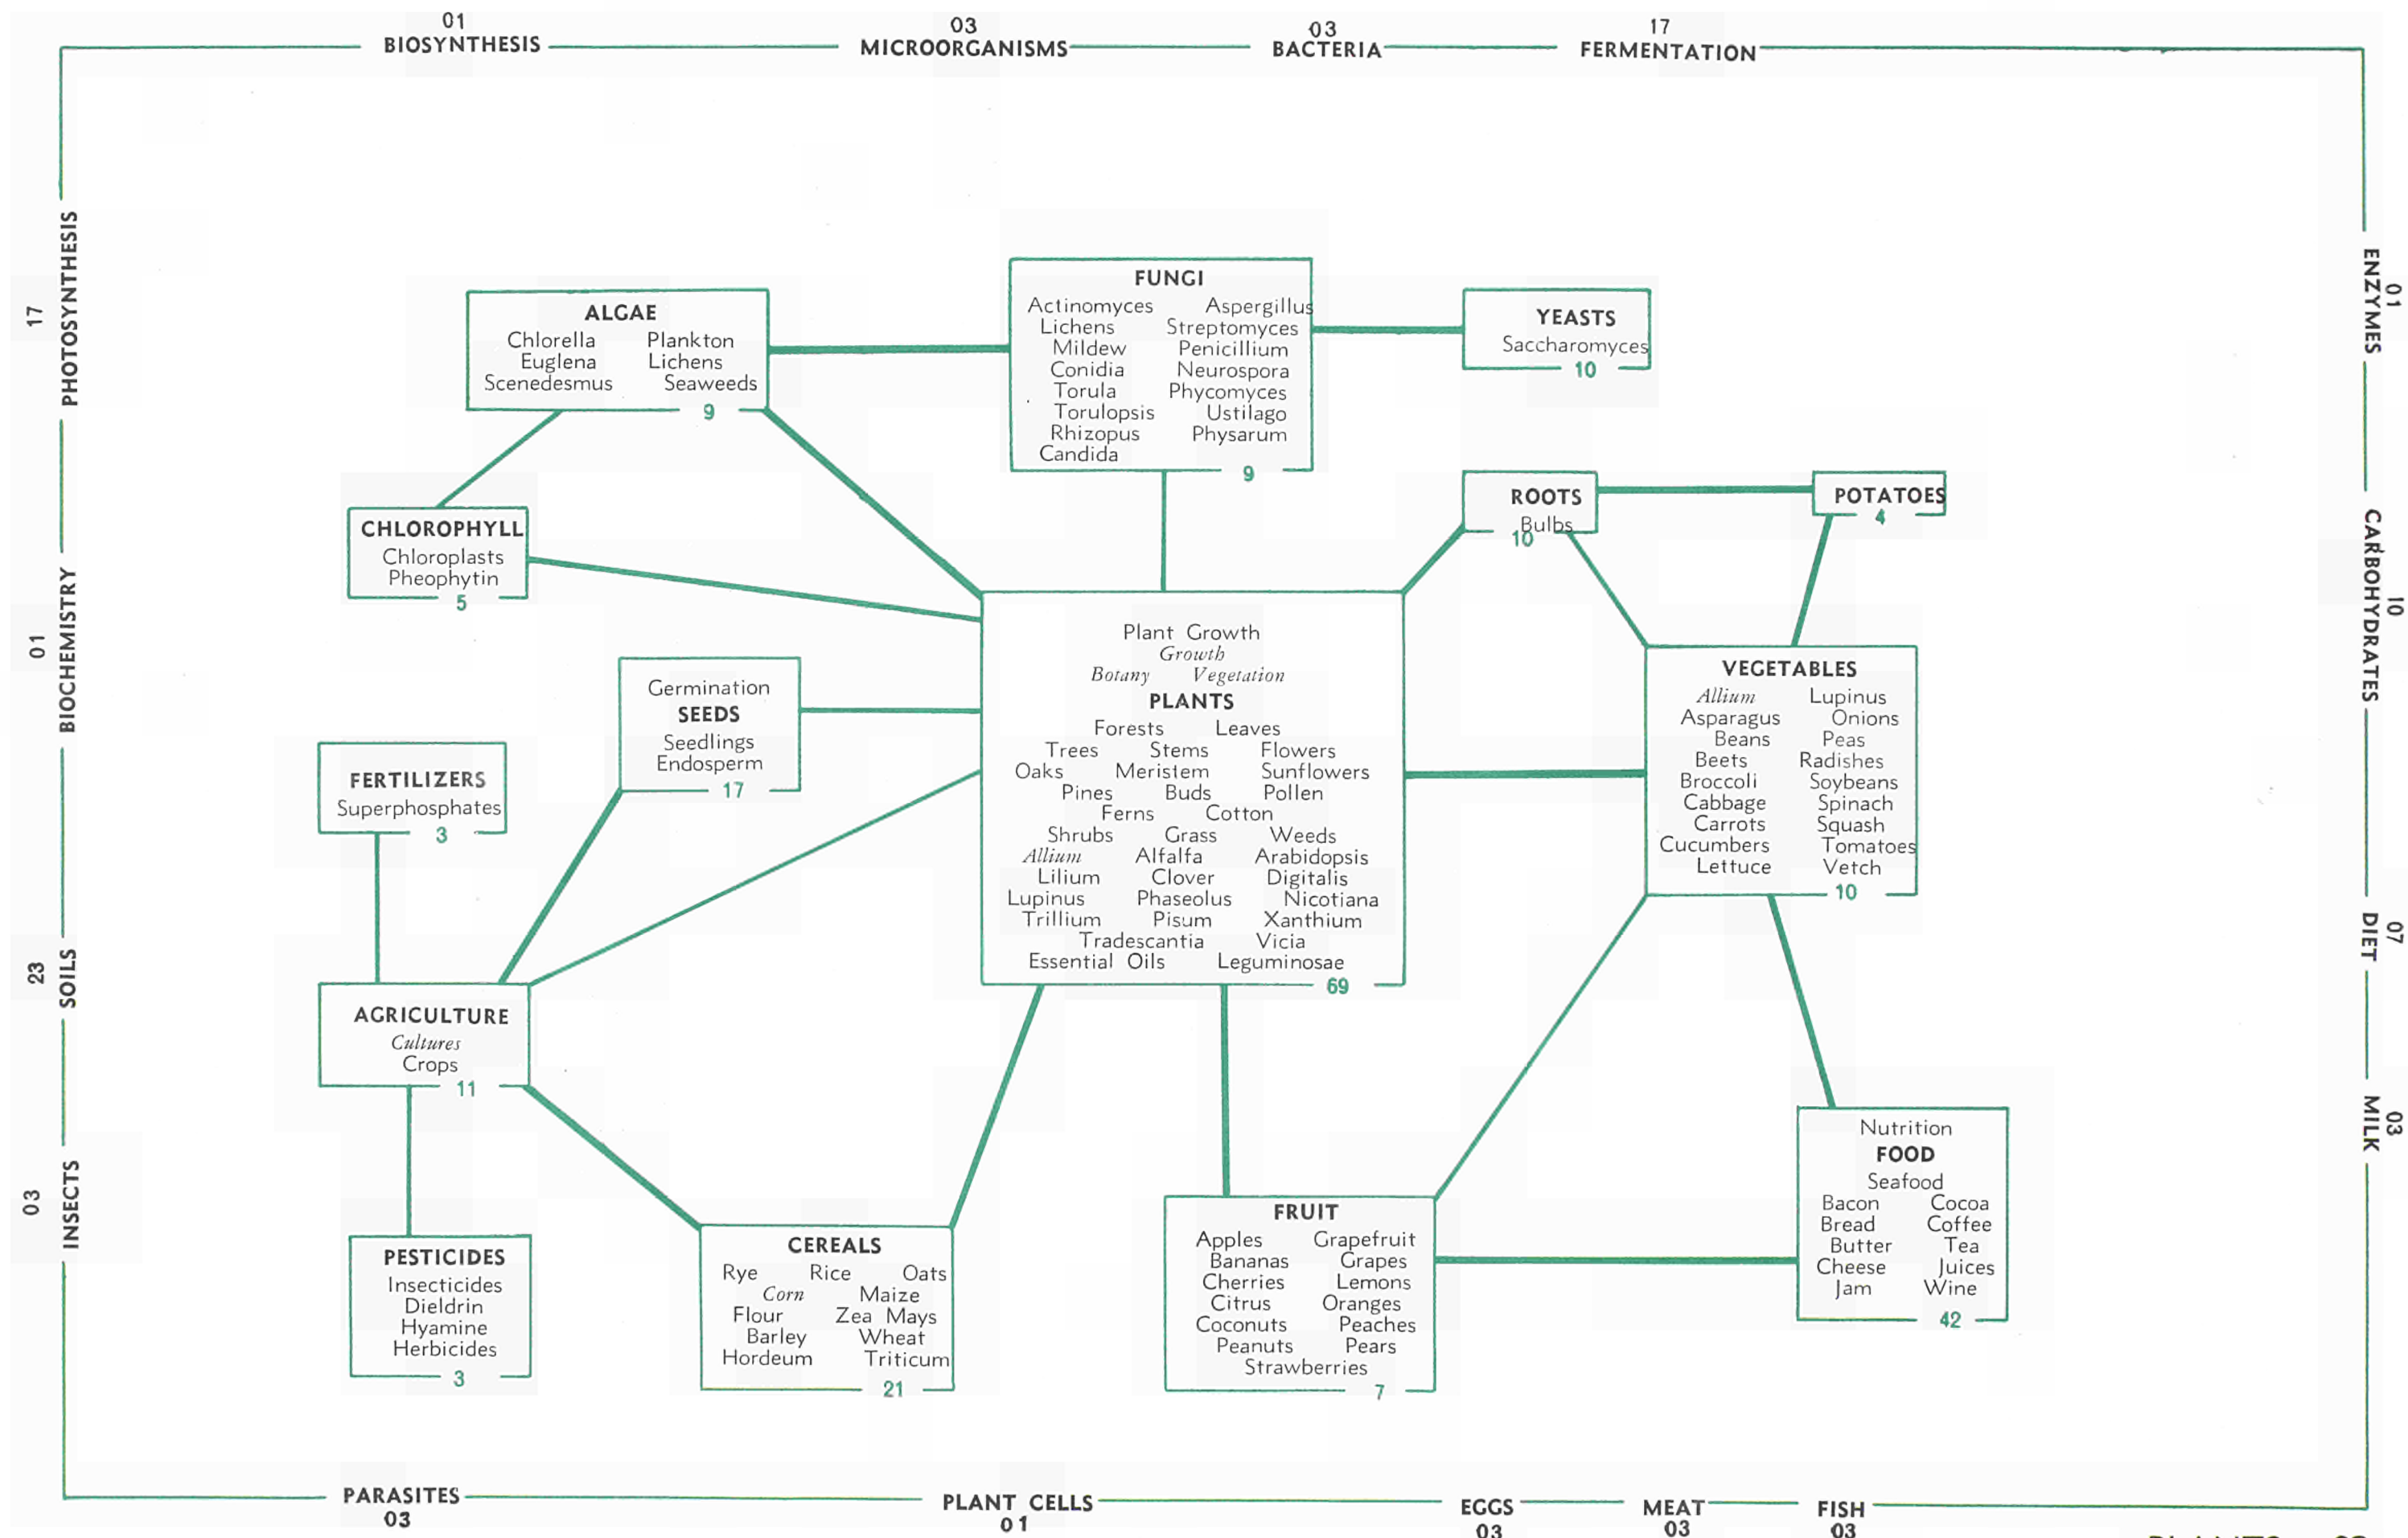 01
BIOSYNTHESIS
03
MICROORGANISMS
03
BACTERIA
17
FERMENTATION
17
PHOTOSYNTHESIS
01
BIOCHEMISTRY
23
SOILS
03
INSECTS
ALGAE
Chlorella Plankton
Euglena Lichens
Scenedesmus Seaweeds
9
FUNGI
Actinomyces Aspergillus
Lichens Streptomyces
Mildew Penicillium
Conidia Neurospora
Torula Phycomyces
Torulopsis Ustilago
Rhizopus Physarum
Candida
9
YEASTS
Saccharomyces
10
CHLOROPHYLL
Chloroplasts
Pheophytin
5
ROOTS
Bulbs
10
POTATOES
4
Germination
SEEDS
Seedlings
Endosperm
17
Plant Growth
Growth
Botany Vegetation
PLANTS
Forests Leaves
Trees Stems Flowers
Oaks Meristem Sunflowers
Pines Buds Pollen
Ferns Cotton
Shrubs Grass Weeds
Allium Alfalfa Arabidopsis
Lilium Clover Digitalis
Lupinus Phaseolus Nicotiana
Trillium Pisum Xanthium
Tradescantia Vicia
Essential Oils Leguminosae
69
VEGETABLES
Allium Lupinus
Asparagus Onions
Beans Peas
Beets Radishes
Broccoli Soybeans
Cabbage Spinach
Carrots Squash
Cucumbers Tomatoes
Lettuce Vetch
10
FERTILIZERS
Superphosphates
3
AGRICULTURE
Cultures
Crops
11
PESTICIDES
Insecticides
Dieldrin
Hyamine
Herbicides
3
CEREALS
Rye Rice Oats
Corn Maize
Flour Zea Mays
Barley Wheat
Hordeum Triticum
21
FRUIT
Apples Grapefruit
Bananas Grapes
Cherries Lemons
Citrus Oranges
Coconuts Peaches
Peanuts Pears
Strawberries
7
Nutrition
FOOD
Seafood
Bacon Cocoa
Bread Coffee
Butter Tea
Cheese Juices
Jam Wine
42
01
ENZYMES
10
CARBOHYDRATES
07
DIET
03
MILK
PARASITES
03
PLANT CELLS
01
EGGS
03
MEAT
03
FISH
03